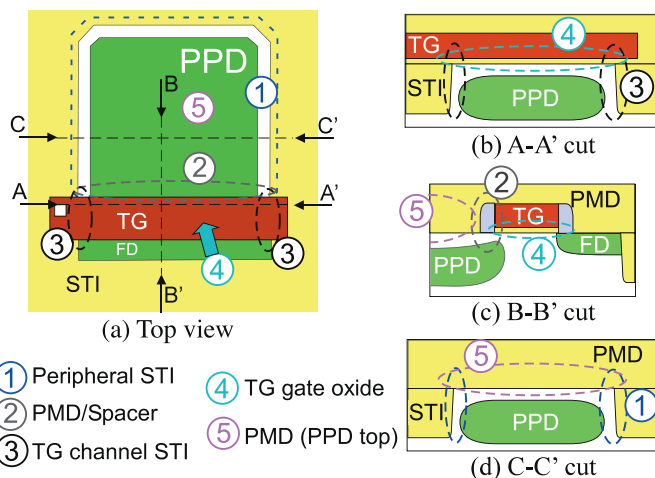 PPD
B
1
5
C
C'
2
A
A'
TG
3
3
FD
4
STI
B'
(a) Top view
1 Peripheral STI
2 PMD/Spacer
3 TG channel STI
4 TG gate oxide
5 PMD (PPD top)
TG
4
STI
PPD
3
(b) A-A' cut
2
5
TG
PMD
PPD
4
FD
(c) B-B' cut
5
PMD
STI
PPD
1
(d) C-C' cut